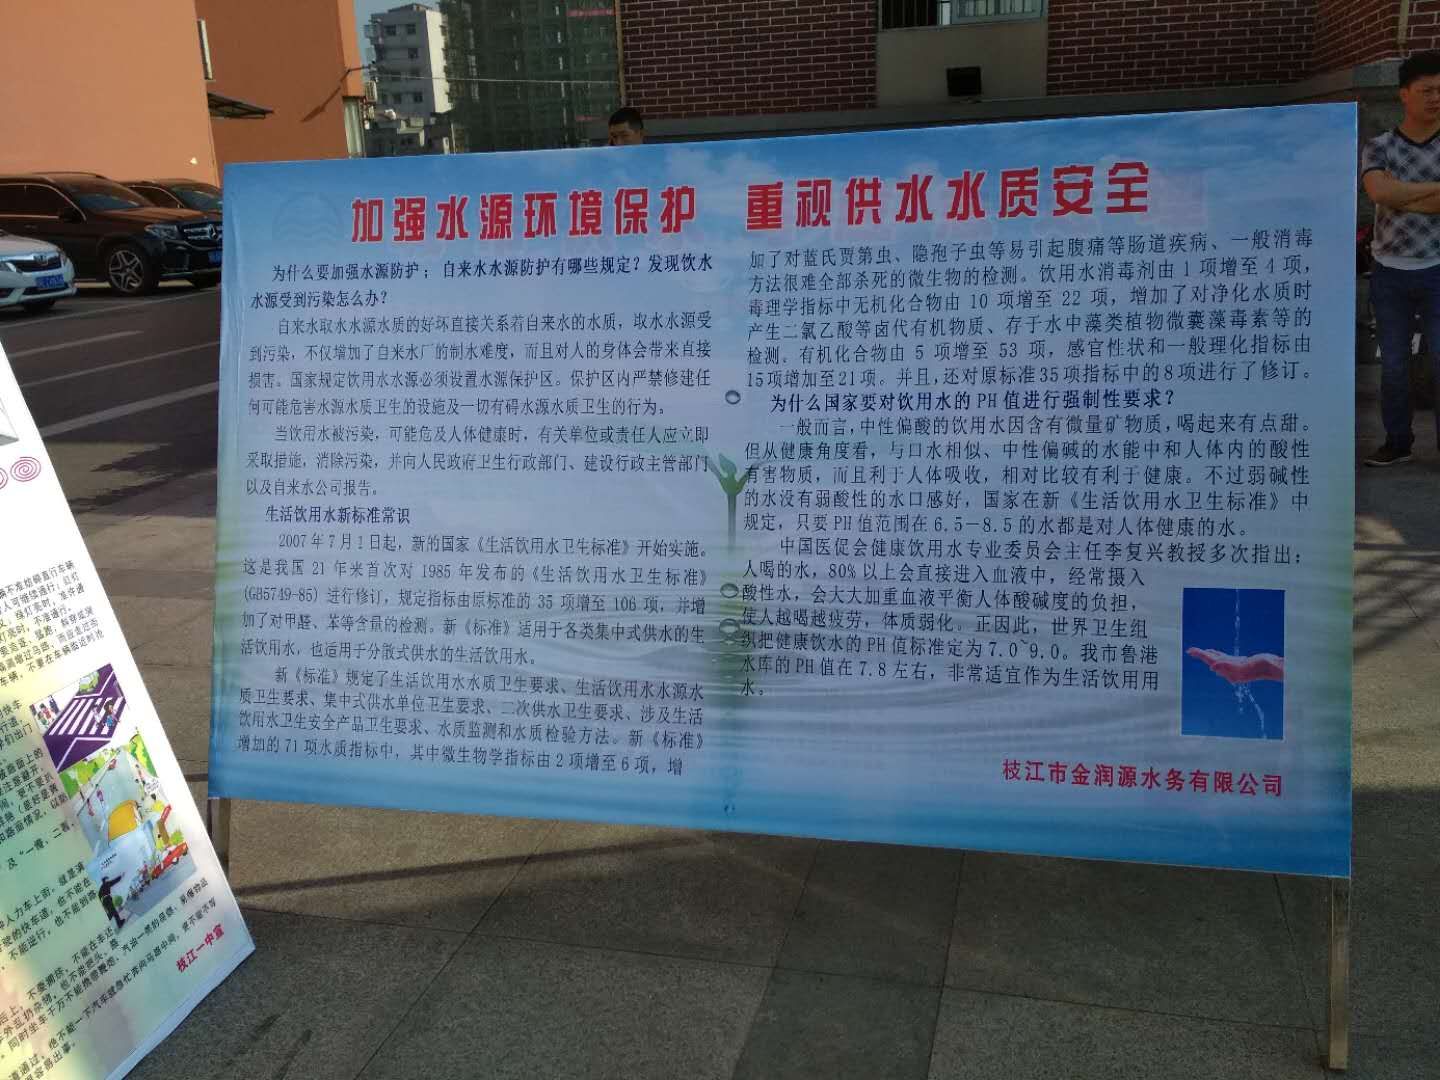 加强水源环境保护 重视供水水质安全
为什么要加强水源防护；自来水水源防护有哪些规定？发现饮水
水源受到污染怎么办？
自来水取水水源水质的好坏直接关系着自来水的水质，取水水源受
到污染，不仅增加了自来水厂的制水难度，而且对人的身体会带来直接
损害。国家规定饮用水水源必须设置水源保护区。保护区内严禁修建任
何可能危害水源水质卫生的设施及一切有碍水源水质卫生的行为。
当饮用水被污染，可能危及人体健康时，有关单位或责任人应立即
采取措施，消除污染，并向人民政府卫生行政部门、建设行政主管部门
以及自来水公司报告。
生活饮用水新标准常识
2007年7月1日起，新的国家《生活饮用水卫生标准》开始实施。
这是我国 21 年来首次对 1985 年发布的《生活饮用水卫生标准》
(GB5749-85) 进行修订，规定指标由原标准的 35 项增至 106 项，并增
加了对甲醛、苯等含量的检测。新《标准》适用于各类集中式供水的生
活饮用水，也适用于分散式供水的生活饮用水。
新《标准》规定了生活饮用水水质卫生要求、生活饮用水水源水
质卫生要求、集中式供水单位卫生要求、二次供水卫生要求、涉及生活
饮用水卫生安全产品卫生要求、水质监测和水质检验方法。新《标准》
增加的 71 项水质指标中，其中微生物学指标由 2 项增至 6 项，增
加了对蓝氏贾第虫、隐孢子虫等易引起腹痛等肠道疾病、一般消毒
方法很难全部杀死的微生物的检测。饮用水消毒剂由 1 项增至 4 项，
毒理学指标中无机化合物由 10 项增至 22 项，增加了对净化水质时
产生二氯乙酸等卤代有机物质、存于水中藻类植物微囊藻毒素等的
检测。有机化合物由 5 项增至 53 项，感官性状和一般理化指标由
15项增加至21项。并且，还对原标准35项指标中的8项进行了修订。
为什么国家要对饮用水的 PH 值进行强制性要求？
一般而言，中性偏酸的饮用水因含有微量矿物质，喝起来有点甜。
但从健康角度看，与口水相似、中性偏碱的水能中和人体内的酸性
有害物质，而且利于人体吸收，相对比较有利于健康。不过弱碱性
的水没有弱酸性的水口感好，国家在新《生活饮用水卫生标准》中
规定，只要 PH 值范围在 6.5－8.5 的水都是对人体健康的水。
中国医促会健康饮用水专业委员会主任李复兴教授多次指出：
人喝的水，80%以上会直接进入血液中，经常摄入
酸性水，会大大加重血液平衡人体酸碱度的负担，
使人越喝越疲劳，体质弱化。正因此，世界卫生组
织把健康饮水的 PH 值标准定为 7.0~9.0。我市鲁港
水库的 PH 值在 7.8 左右，非常适宜作为生活饮用用
水。
枝江市金润源水务有限公司
枝江一中宣